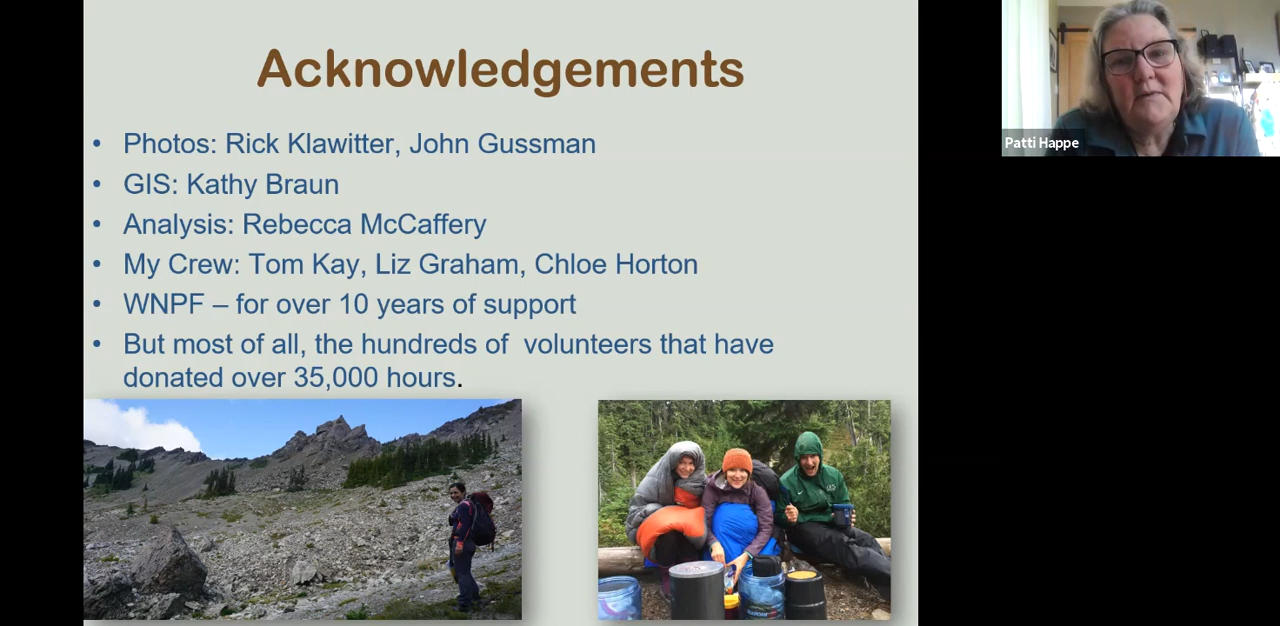 Acknowledgements
• Photos: Rick Klawitter, John Gussman
• GIS: Kathy Braun
• Analysis: Rebecca McCaffery
• My Crew: Tom Kay, Liz Graham, Chloe Horton
• WNPF – for over 10 years of support
• But most of all, the hundreds of  volunteers that have
donated over 35,000 hours.
Patti Happe